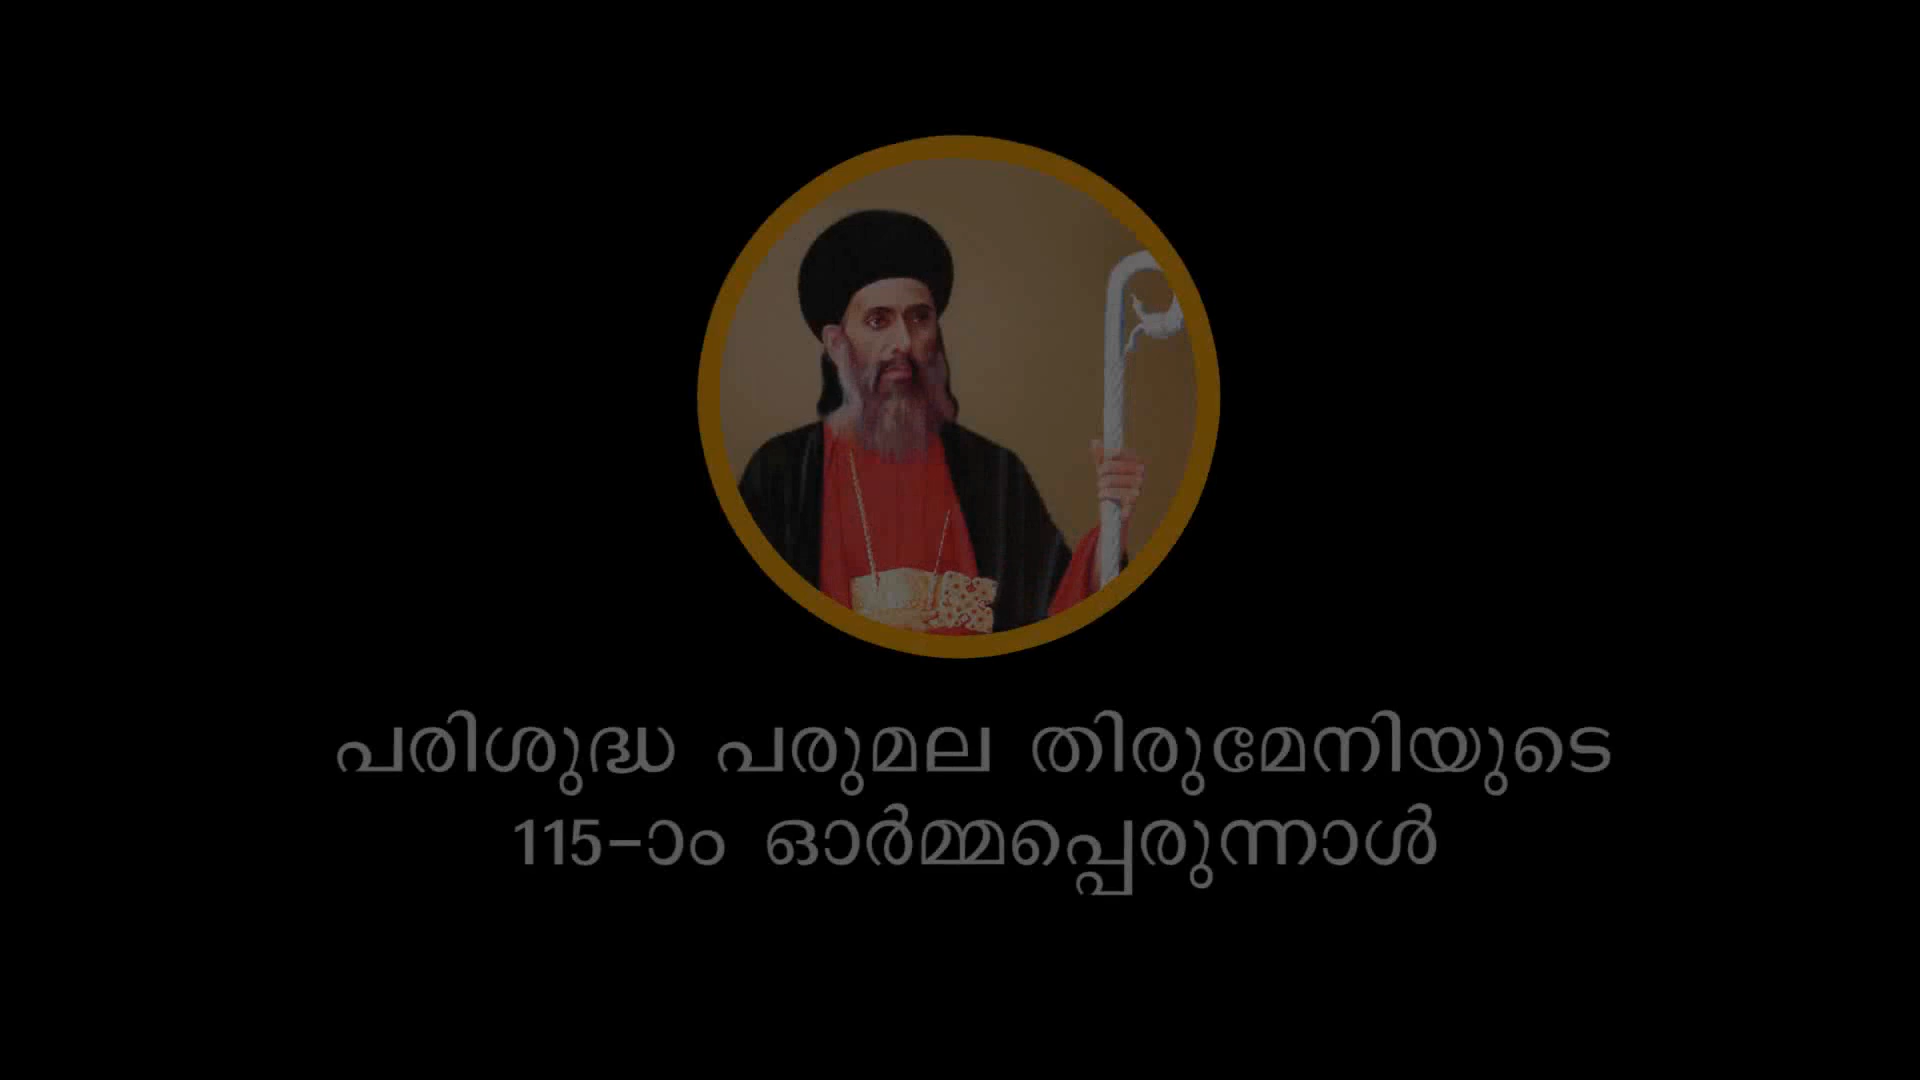 പരിശുദ്ധ പരുമല തിരുമേനിയുടെ
115-ാം ഓർമ്മപ്പെരുന്നാൾ